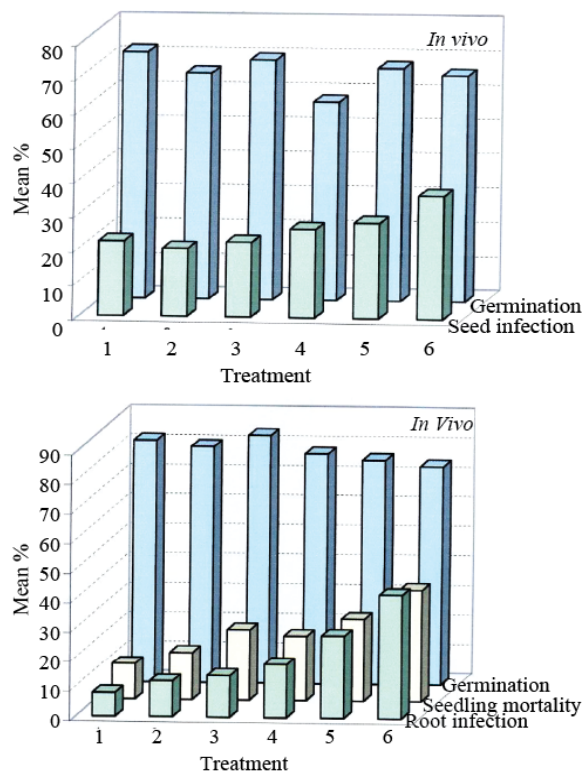 In vivo
80
70
60
50
40
30
20
10
0
Mean %
1 2 3 4 5 6
Treatment
Germination
Seed infection
In Vivo
90
80
70
60
50
40
30
20
10
0
Mean %
1 2 3 4 5 6
Treatment
Germination
Seedling mortality
Root infection